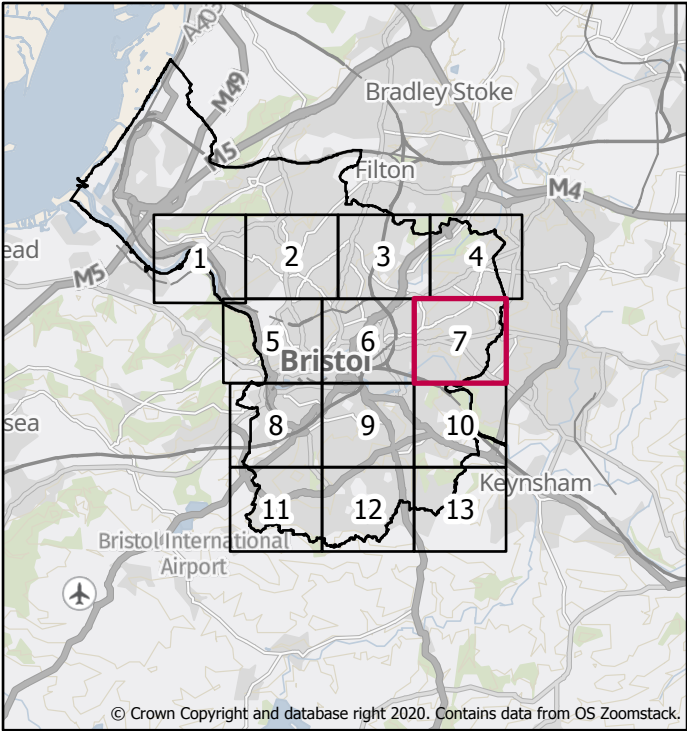 A403
M49
Bradley Stoke
M5
Filton
M4
ead
M5
1
2
3
4
5
6
7
Bristol
sea
8
9
10
Keynsham
11
12
13
Bristol International
Airport
© Crown Copyright and database right 2020. Contains data from OS Zoomstack.